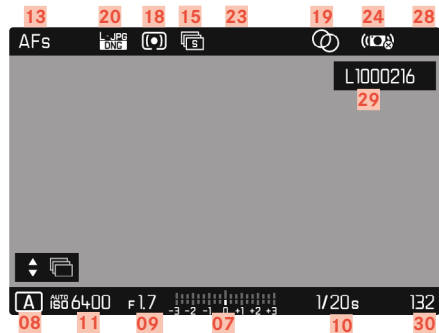 13 20 18 15 23 19 24 28
AFs L-JPG DNG S
L1000216
29
A AUTO ISO 6400 F 1.7 -3 -2 -1 0 +1 +2 +3 1/20s 132
08 11 09 07 10 30